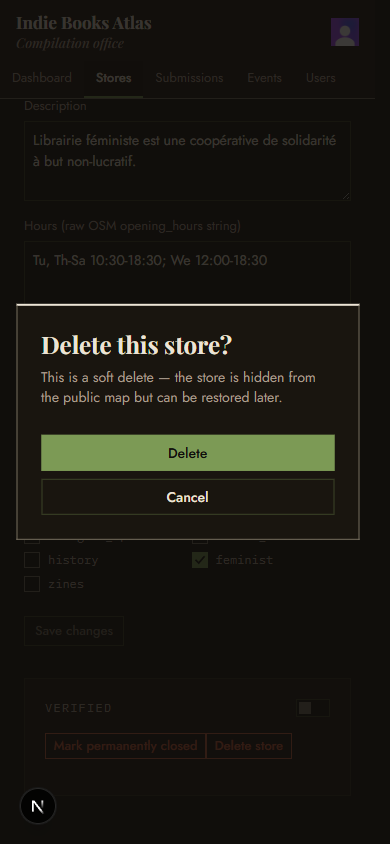 Indie Books Atlas
Compilation office
Dashboard Stores Submissions Events Users
Description
Librairie féministe est une coopérative de solidarité
à but non-lucratif.
Hours (raw OSM opening_hours string)
Tu, Th-Sa 10:30-18:30; We 12:00-18:30
Delete this store?
This is a soft delete — the store is hidden from
the public map but can be restored later.
Delete
Cancel
history feminist
zines
Save changes
VERIFIED
Mark permanently closed Delete store
N